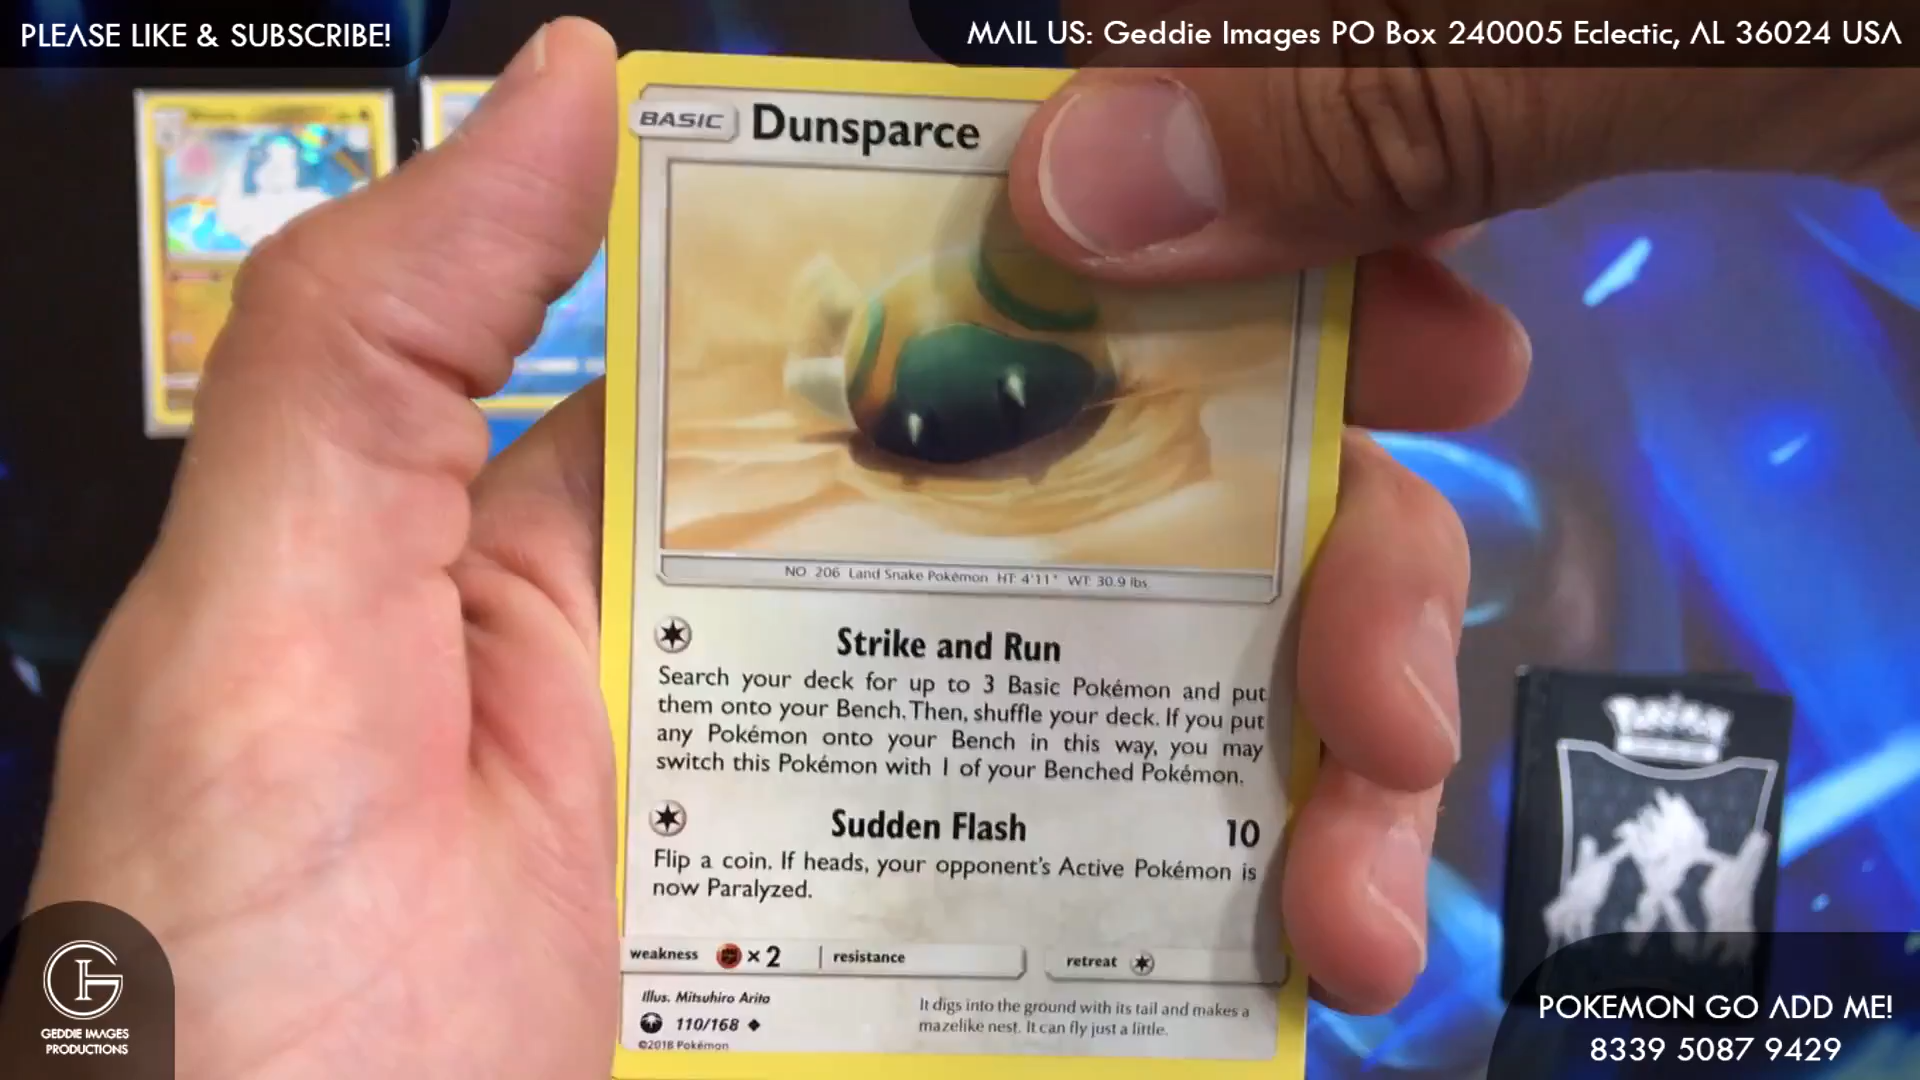 PLEASE LIKE & SUBSCRIBE!
MAIL US: Geddie Images PO Box 240005 Eclectic, AL 36024 USA
BASIC Dunsparce
NO. 206 Land Snake Pokémon HT: 4'11" WT: 30.9 lbs.
Strike and Run
Search your deck for up to 3 Basic Pokémon and put
them onto your Bench. Then, shuffle your deck. If you put
any Pokémon onto your Bench in this way, you may
switch this Pokémon with 1 of your Benched Pokémon.
Sudden Flash 10
Flip a coin. If heads, your opponent's Active Pokémon is
now Paralyzed.
weakness × 2 resistance retreat
Illus. Mitsuhiro Arita
110/168
©2018 Pokémon
It digs into the ground with its tail and makes a
mazelike nest. It can fly just a little.
Pokémon
GEDDIE IMAGES
PRODUCTIONS
POKEMON GO ADD ME!
8339 5087 9429